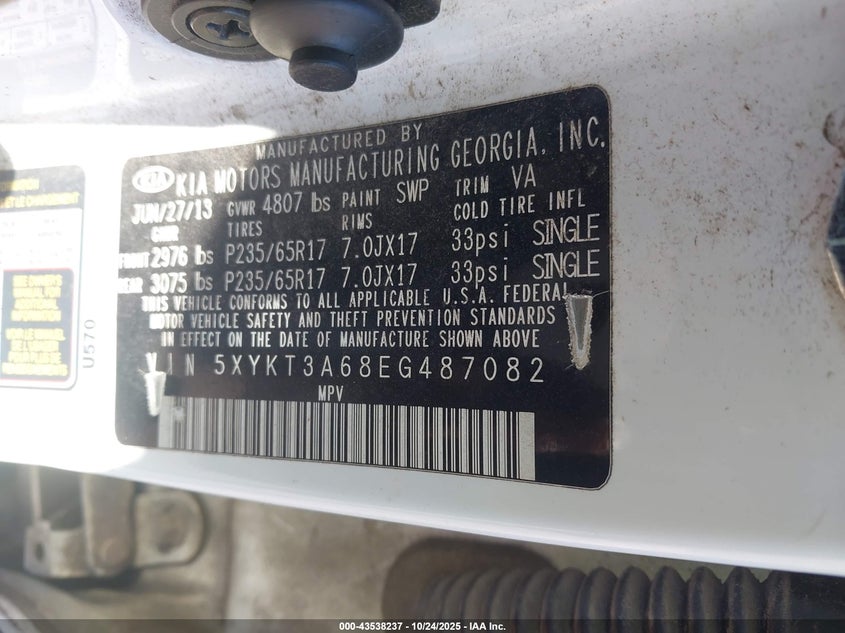 MANUFACTURED BY
KIA KIA MOTORS MANUFACTURING GEORGIA, INC.
JUN/27/13 GVWR 4807 lbs PAINT SWP TRIM VA
GWR TIRES RIMS COLD TIRE INFL
FRONT 2976 lbs P235/65R17 7.0JX17 33psi SINGLE
REAR 3075 lbs P235/65R17 7.0JX17 33psi SINGLE
THIS VEHICLE CONFORMS TO ALL APPLICABLE U.S.A. FEDERAL
MOTOR VEHICLE SAFETY AND THEFT PREVENTION STANDARDS
IN EFFECT ON THE DATE OF MANUFACTURE SHOWN ABOVE
VIN 5XYKT3A68EG487082
MPV
U570
000-43538237 - 10/24/2025 - IAA Inc.